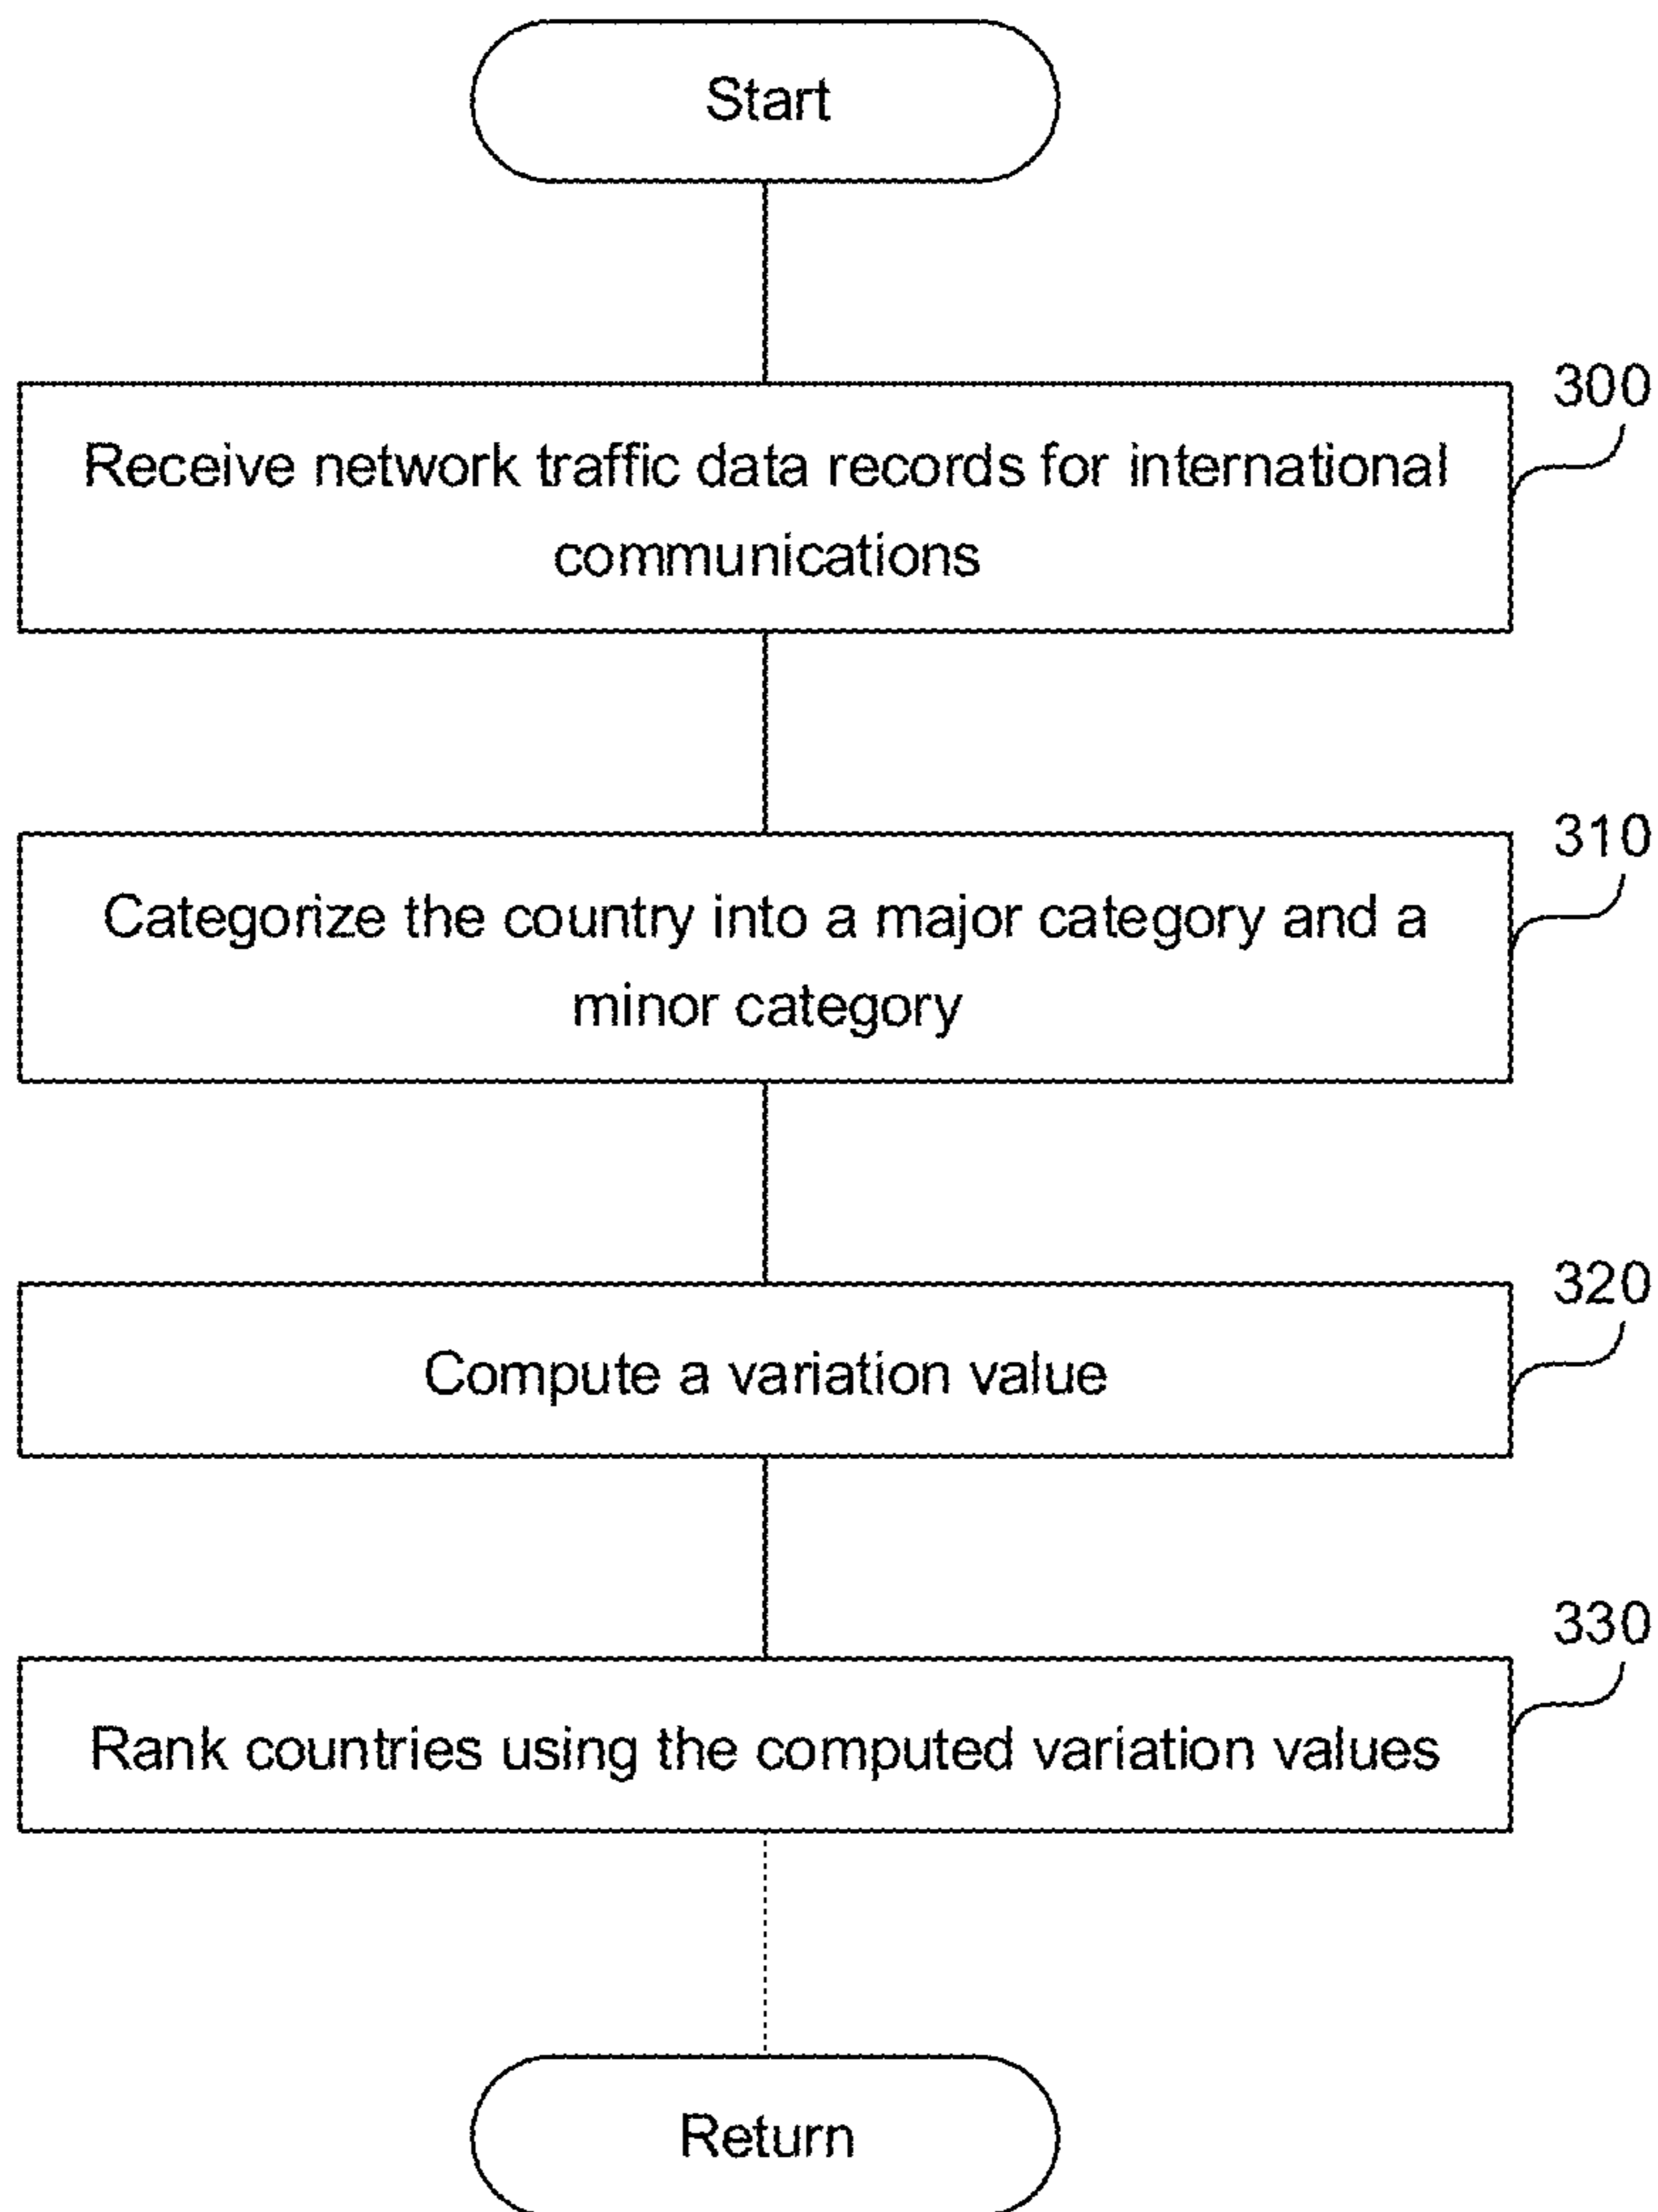 Start
300
Receive network traffic data records for international
communications
310
Categorize the country into a major category and a
minor category
320
Compute a variation value
330
Rank countries using the computed variation values
Return